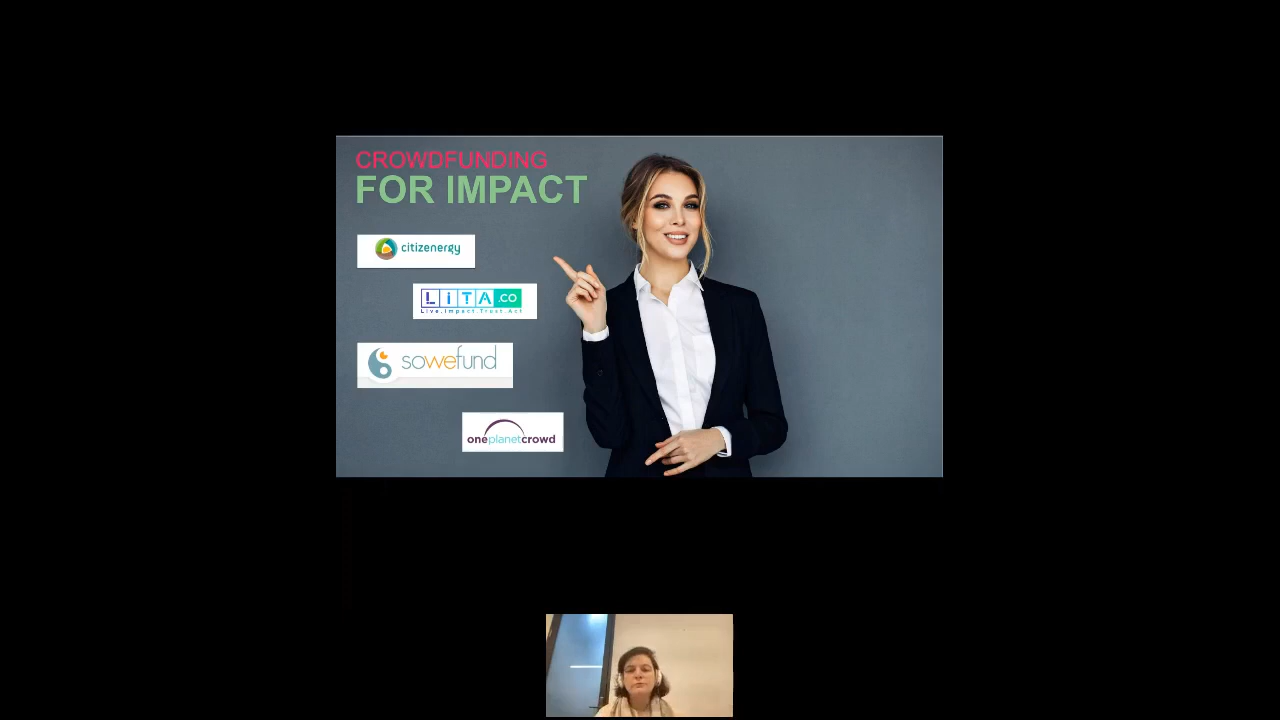 CROWDFUNDING
FOR IMPACT
citizenergy
LiTA.co
Live.Impact.Trust.Act
sowefund
oneplanetcrowd